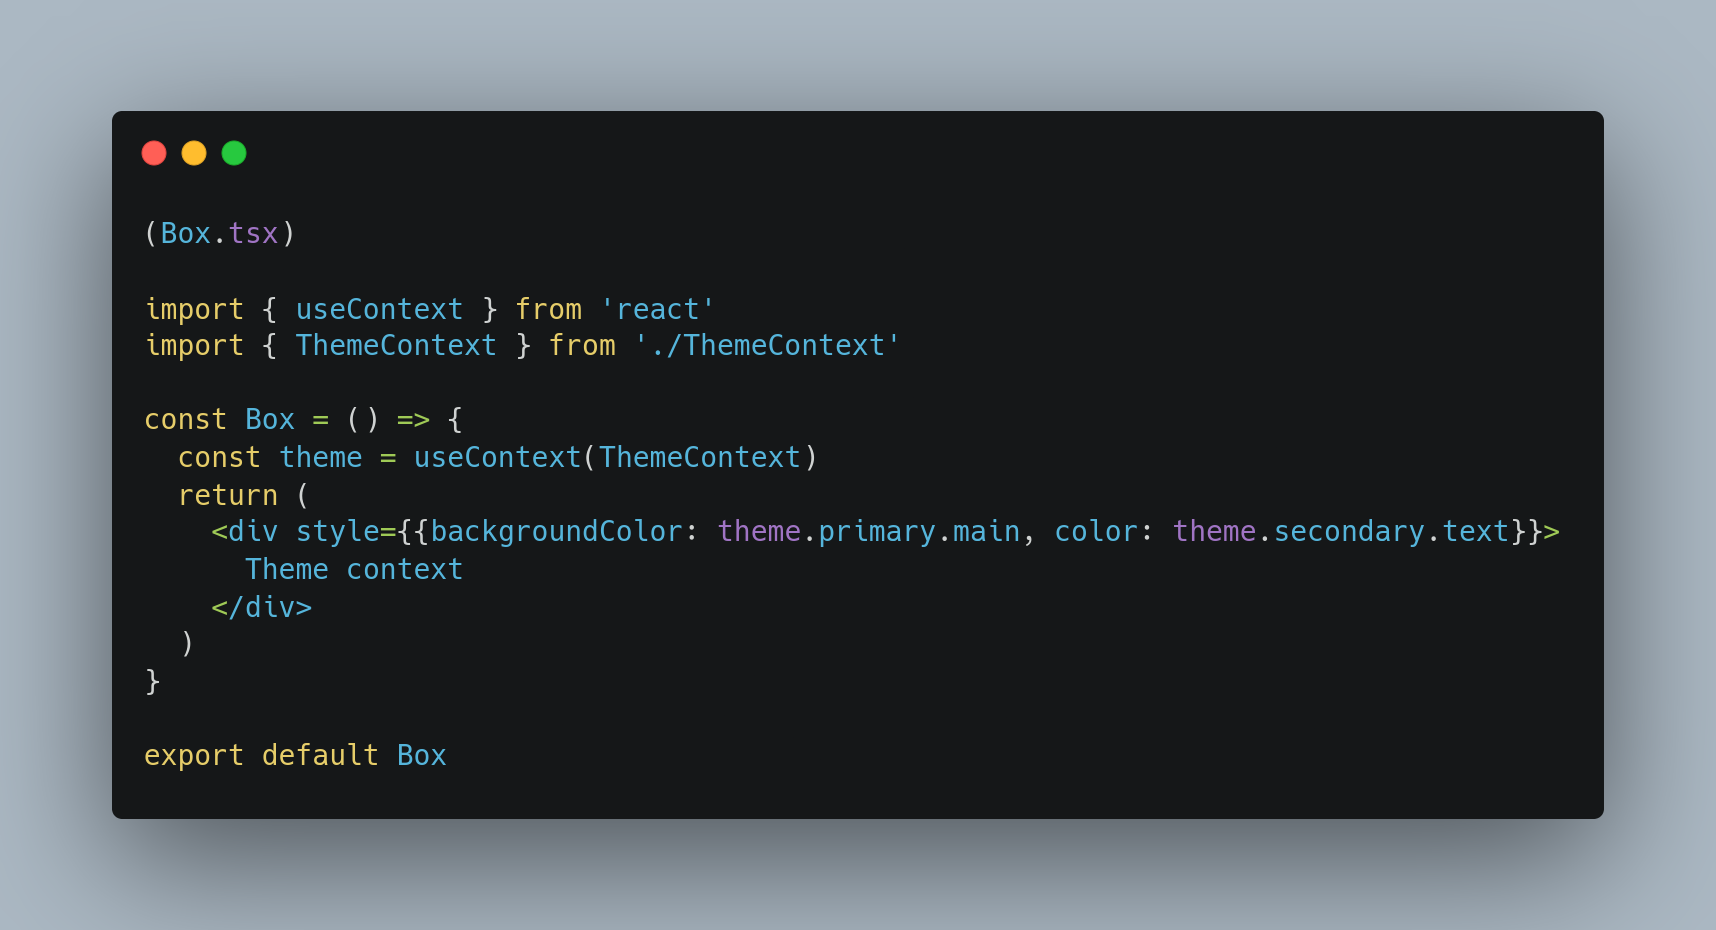 (Box.tsx)
import { useContext } from 'react'
import { ThemeContext } from './ThemeContext'
const Box = () => {
  const theme = useContext(ThemeContext)
  return (
    <div style={{backgroundColor: theme.primary.main, color: theme.secondary.text}}>
      Theme context
    </div>
  )
}
export default Box